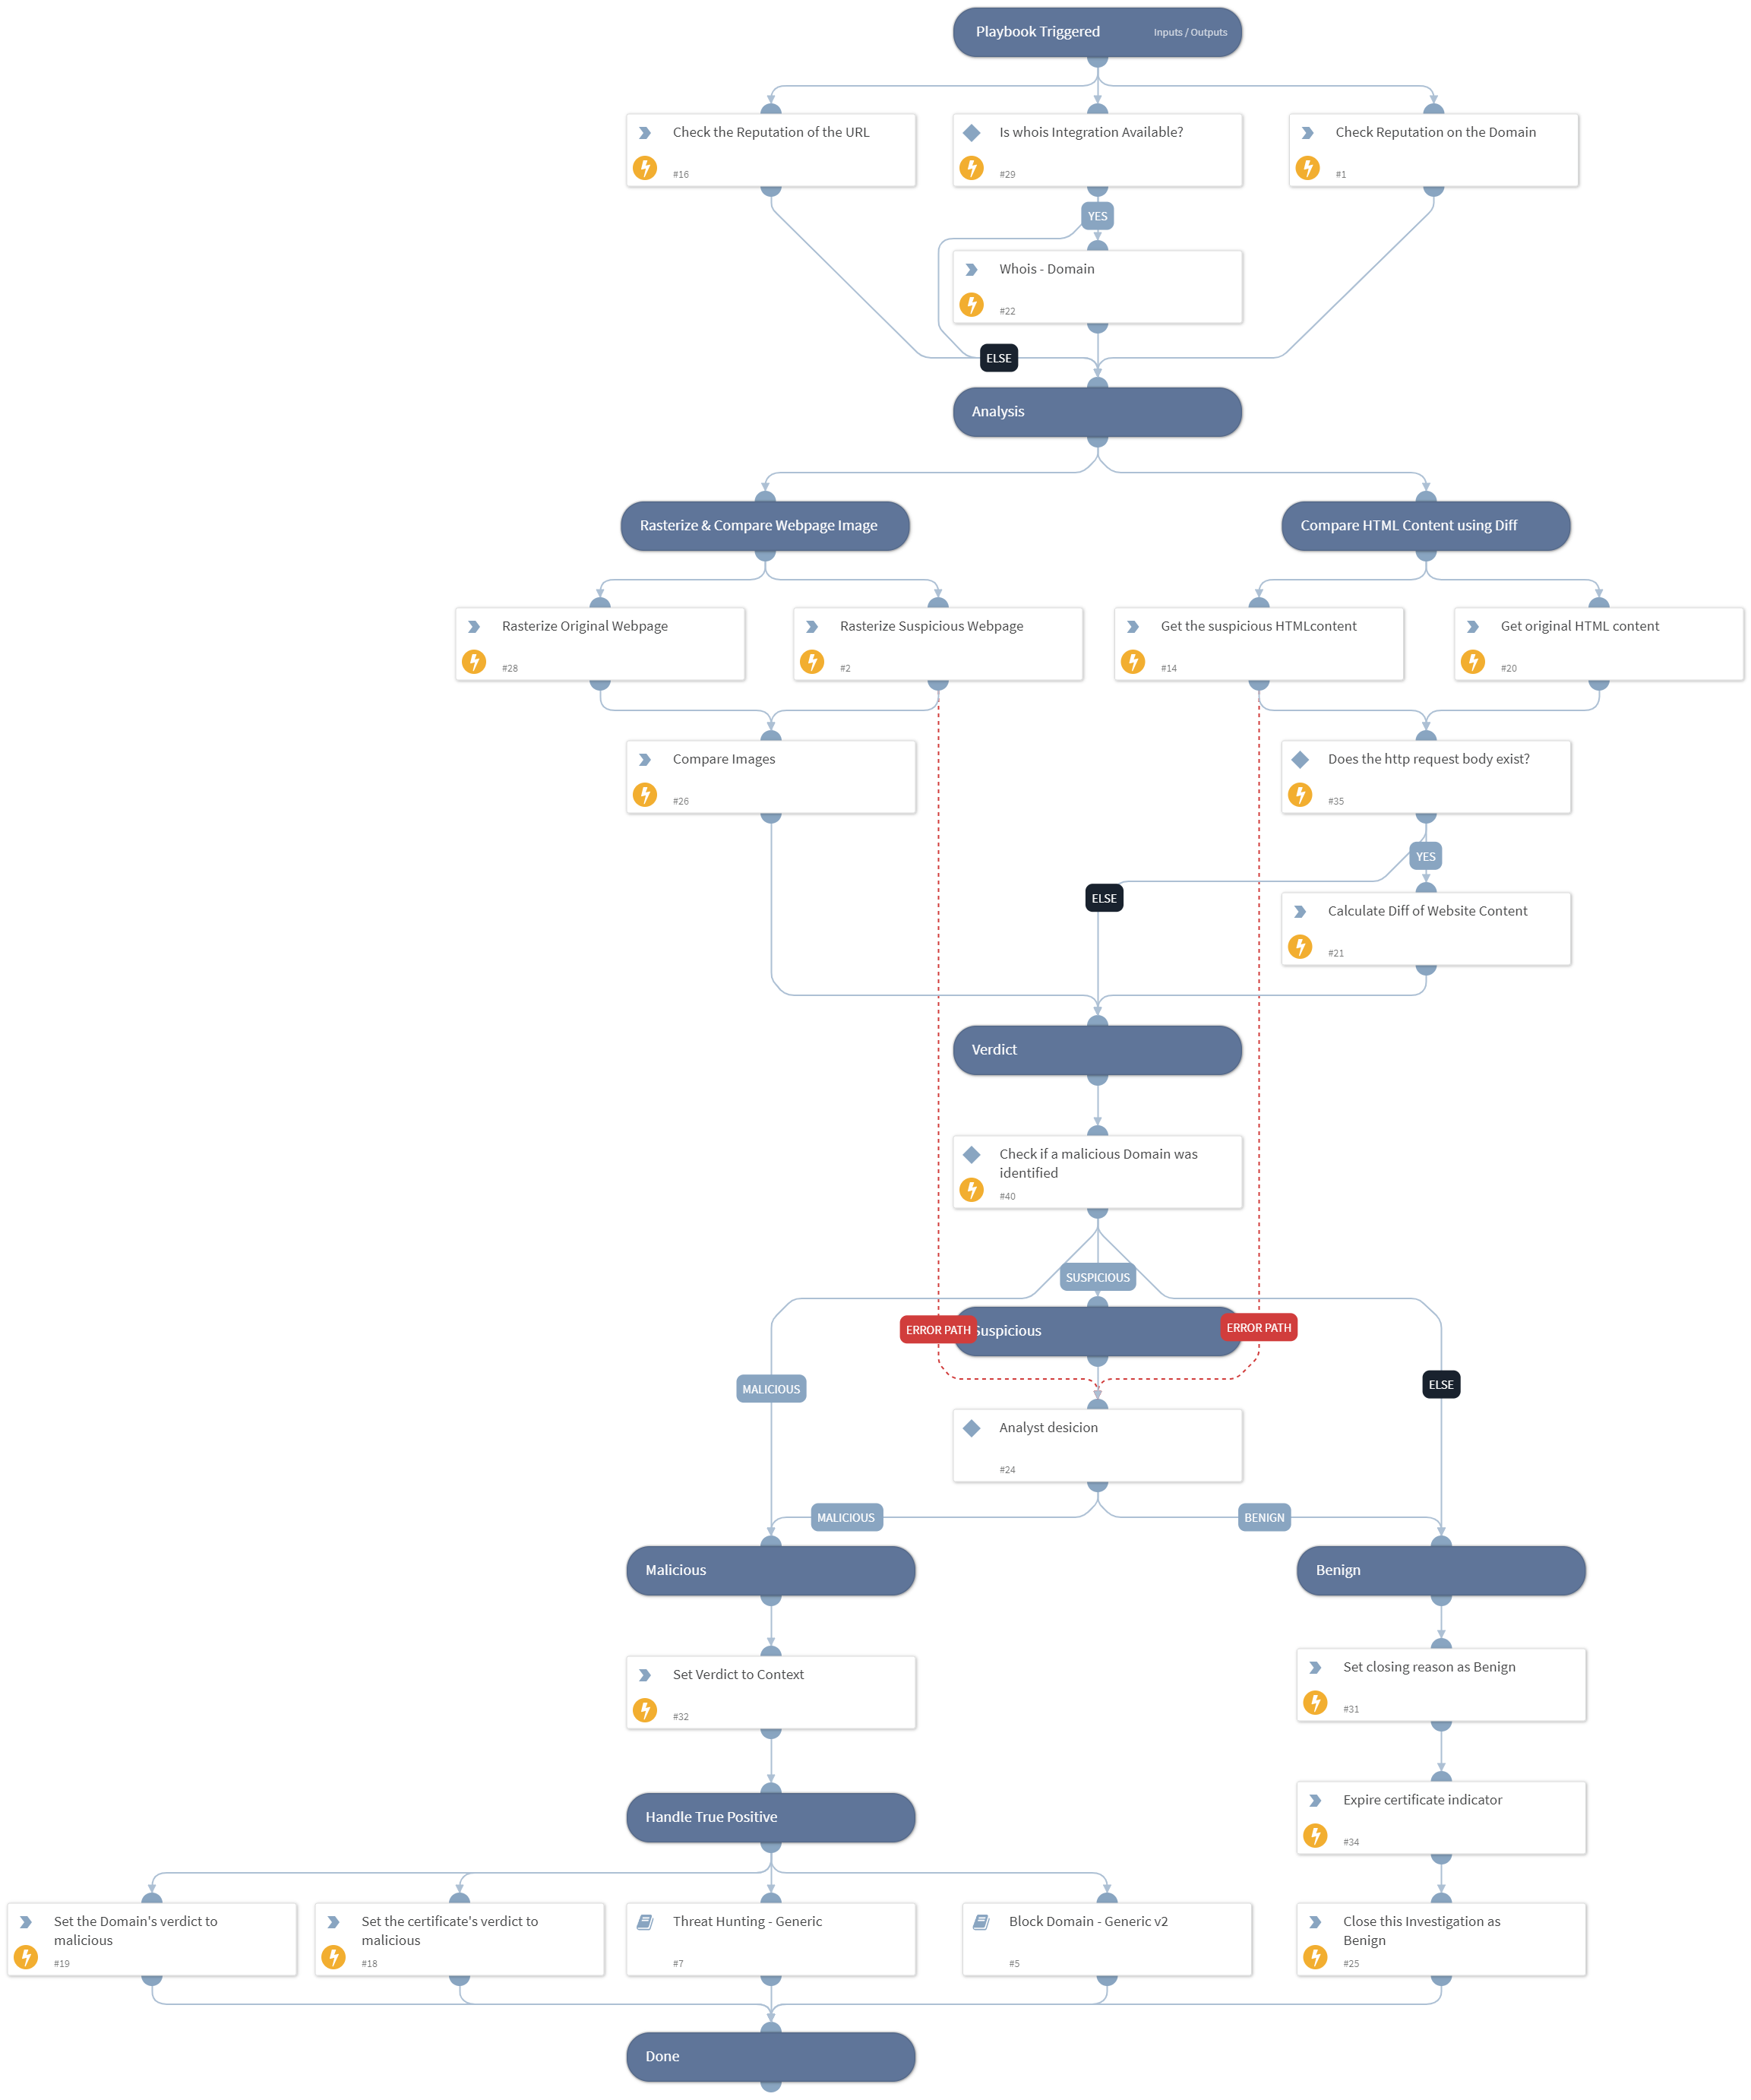 Playbook Triggered
Inputs / Outputs
Check the Reputation of the URL
#16
Is whois Integration Available?
#29
Check Reputation on the Domain
#1
YES
Whois - Domain
#22
ELSE
Analysis
Rasterize & Compare Webpage Image
Compare HTML Content using Diff
Rasterize Original Webpage
#28
Rasterize Suspicious Webpage
#2
Get the suspicious HTMLcontent
#14
Get original HTML content
#20
Compare Images
#26
Does the http request body exist?
#35
YES
ELSE
Calculate Diff of Website Content
#21
Verdict
Check if a malicious Domain was
identified
#40
SUSPICIOUS
ERROR PATH
Suspicious
ERROR PATH
MALICIOUS
ELSE
Analyst desicion
#24
MALICIOUS
BENIGN
Malicious
Benign
Set Verdict to Context
#32
Set closing reason as Benign
#31
Handle True Positive
Expire certificate indicator
#34
Set the Domain's verdict to
malicious
#19
Set the certificate's verdict to
malicious
#18
Threat Hunting - Generic
#7
Block Domain - Generic v2
#5
Close this Investigation as
Benign
#25
Done